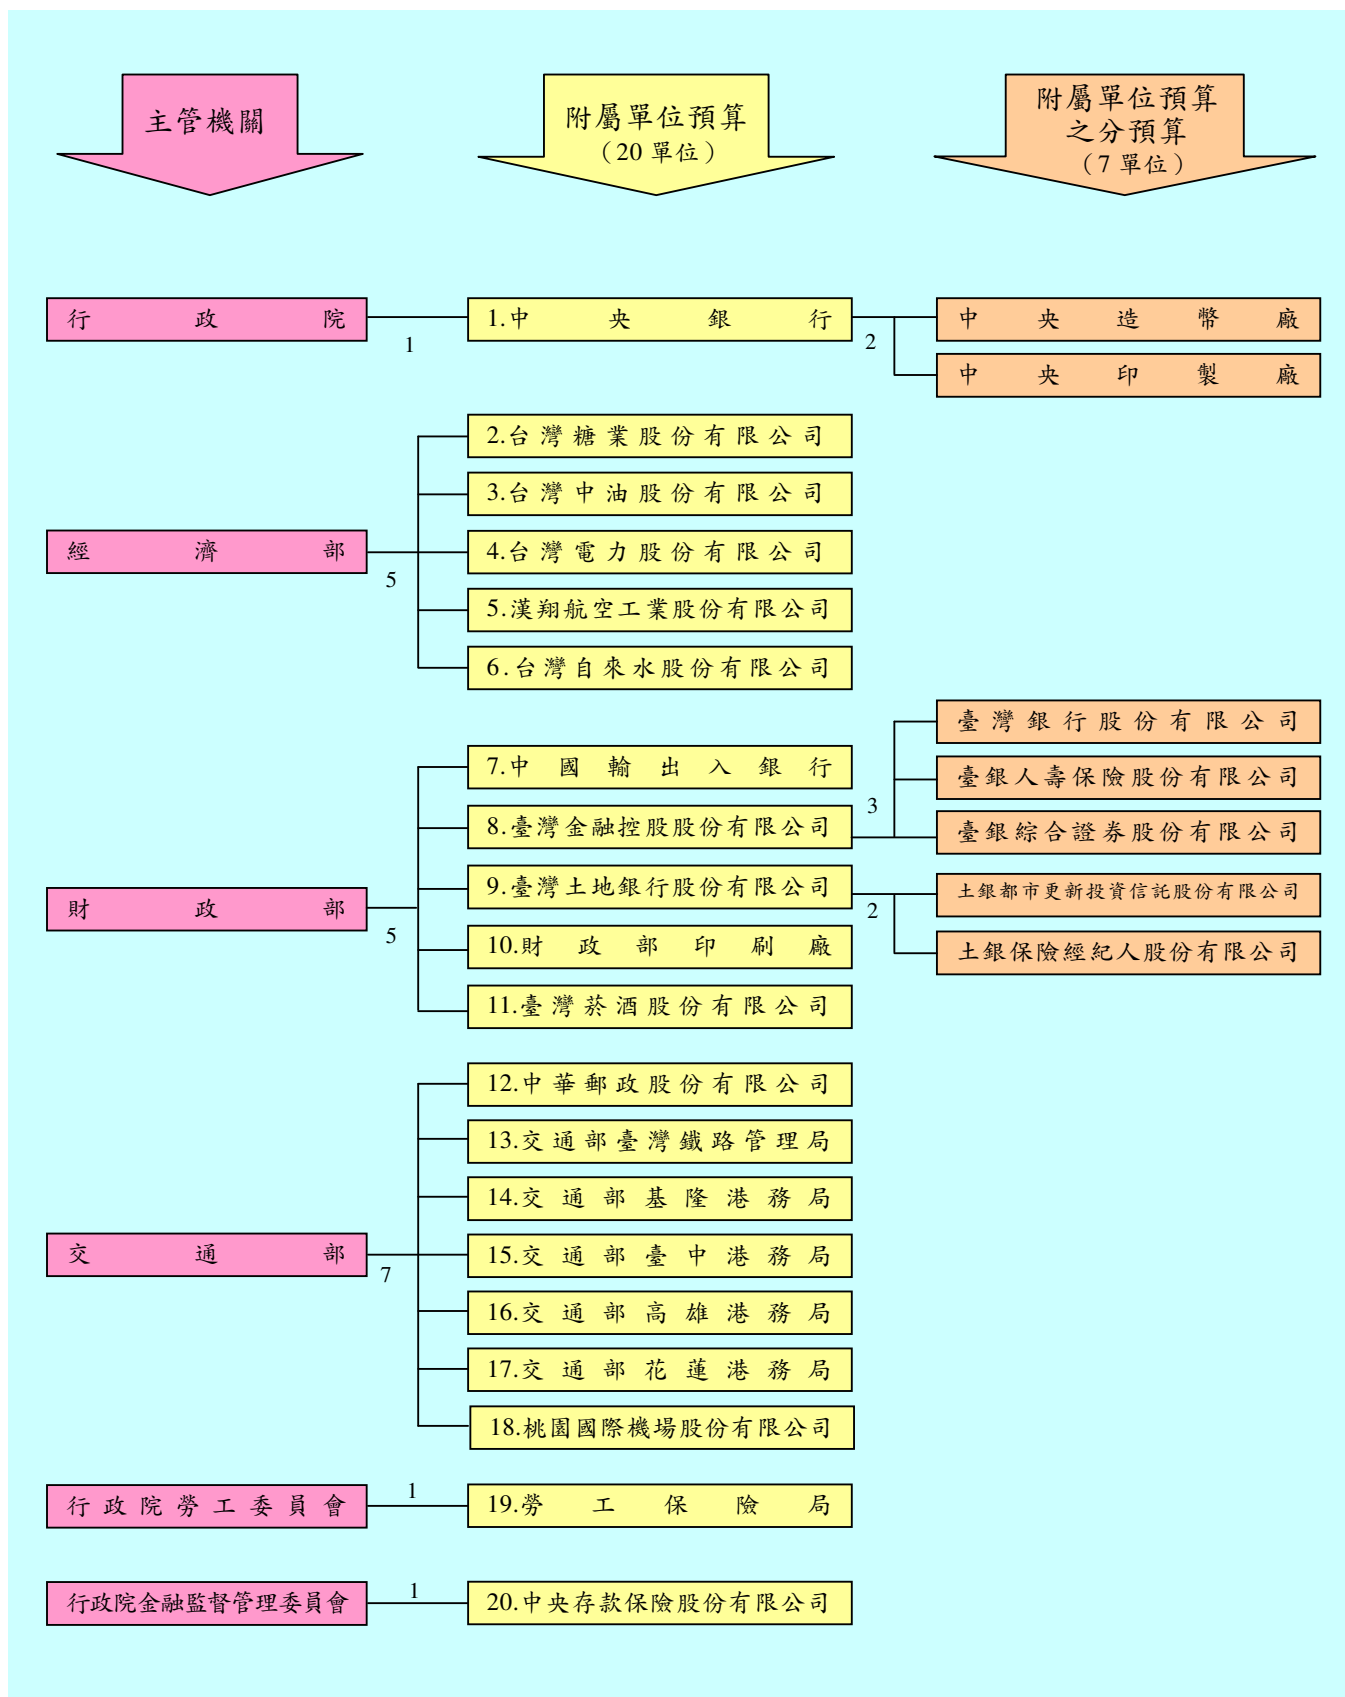 主管機關
附屬單位預算
（20 單位）
附屬單位預算
之分預算
（7 單位）
行政院
1
1.中央銀行
2
中央造幣廠
中央印製廠
經濟部
5
2.台灣糖業股份有限公司
3.台灣中油股份有限公司
4.台灣電力股份有限公司
5.漢翔航空工業股份有限公司
6.台灣自來水股份有限公司
財政部
5
7.中國輸出入銀行
8.臺灣金融控股股份有限公司
3
臺灣銀行股份有限公司
臺銀人壽保險股份有限公司
臺銀綜合證券股份有限公司
9.臺灣土地銀行股份有限公司
2
土銀都市更新投資信託股份有限公司
土銀保險經紀人股份有限公司
10.財政部印刷廠
11.臺灣菸酒股份有限公司
交通部
7
12.中華郵政股份有限公司
13.交通部臺灣鐵路管理局
14.交通部基隆港務局
15.交通部臺中港務局
16.交通部高雄港務局
17.交通部花蓮港務局
18.桃園國際機場股份有限公司
行政院勞工委員會
1
19.勞工保險局
行政院金融監督管理委員會
1
20.中央存款保險股份有限公司